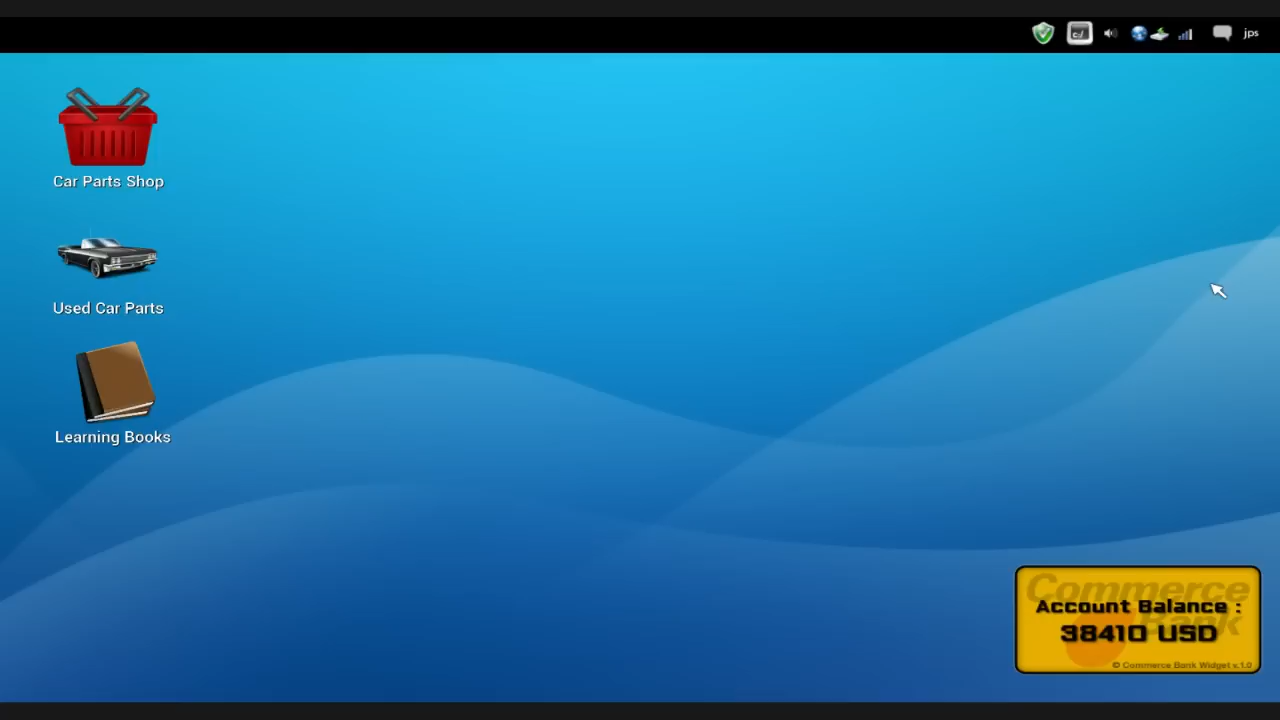 c:/
jps
Car Parts Shop
Used Car Parts
Learning Books
Commerce
Bank
Account Balance :
38410 USD
© Commerce Bank Widget v.1.0